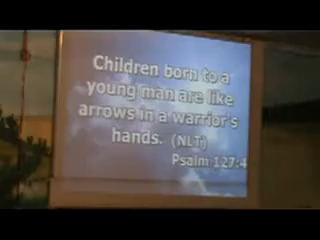 Children born to a
young man are like
arrows in a warrior's
hands. (NLT)
Psalm 127:4